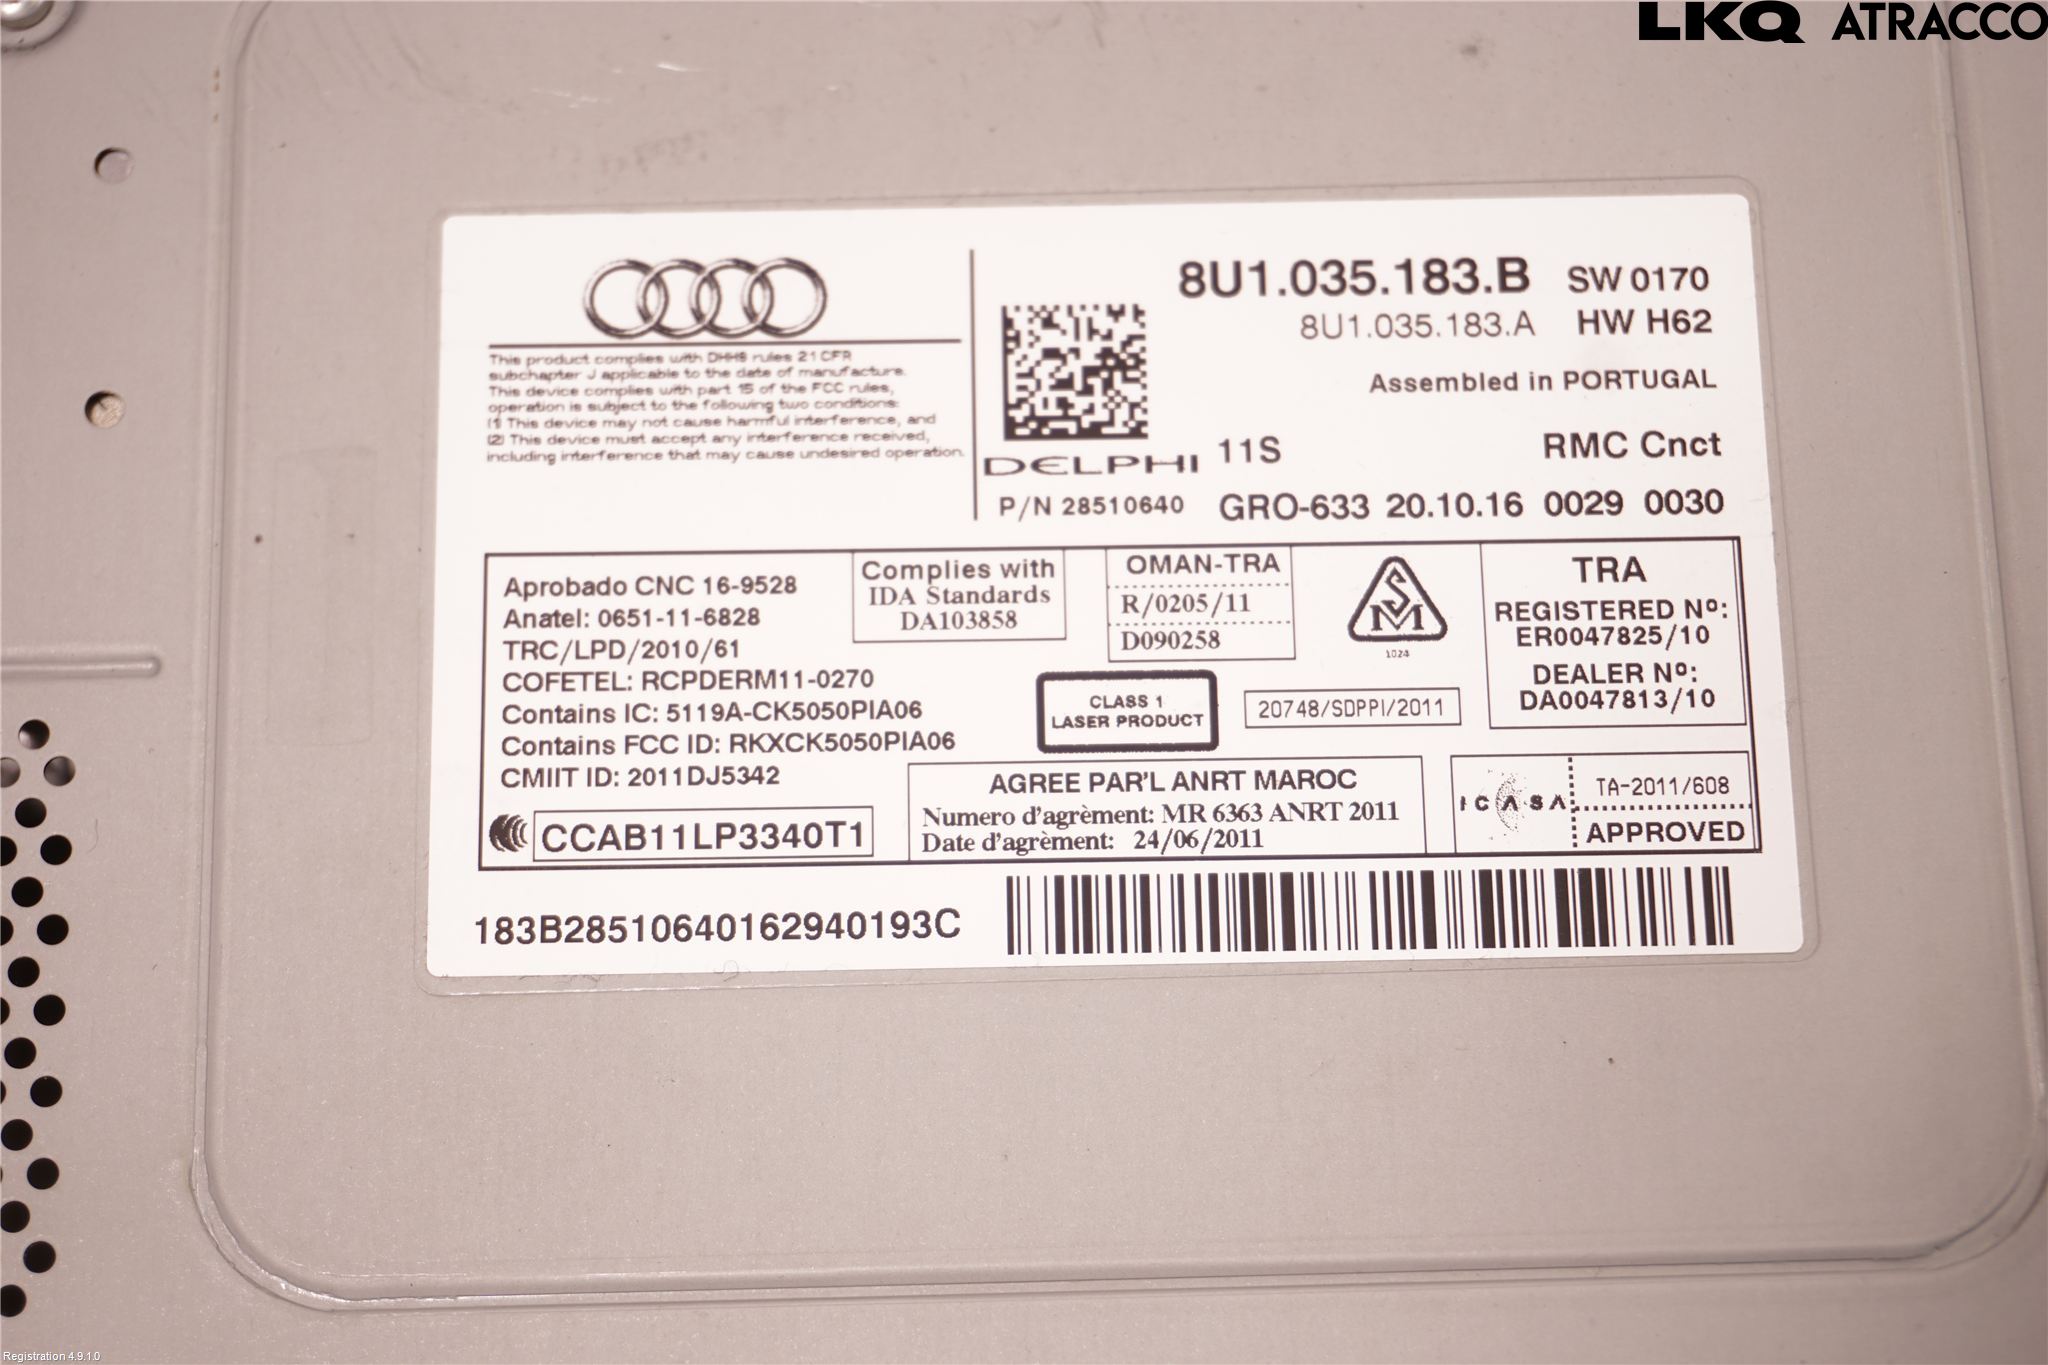 LKQ ATRACCO
8U1.035.183.B SW 0170
8U1.035.183.A HW H62
Assembled in PORTUGAL
This product complies with DHHS rules 21 CFR
subchapter J applicable to the date of manufacture.
This device complies with part 15 of the FCC rules,
operation is subject to the following two conditions:
(1) This device may not cause harmful interference, and
(2) This device must accept any interference received,
including interference that may cause undesired operation.
DELPHI 11S RMC Cnct
P/N 28510640 GRO-633 20.10.16 0029 0030
Aprobado CNC 16-9528
Anatel: 0651-11-6828
TRC/LPD/2010/61
COFETEL: RCPDERM11-0270
Contains IC: 5119A-CK5050PIA06
Contains FCC ID: RKXCK5050PIA06
CMIIT ID: 2011DJ5342
CCAB11LP3340T1
Complies with
IDA Standards
DA103858
OMAN-TRA
R/0205/11
D090258
SM
1024
TRA
REGISTERED Nº:
ER0047825/10
DEALER Nº:
DA0047813/10
CLASS 1
LASER PRODUCT
20748/SDPPI/2011
AGREE PAR'L ANRT MAROC
Numero d'agrèment: MR 6363 ANRT 2011
Date d'agrèment: 24/06/2011
ICASA
TA-2011/608
APPROVED
183B28510640162940193C
Registration 4.9.1.0